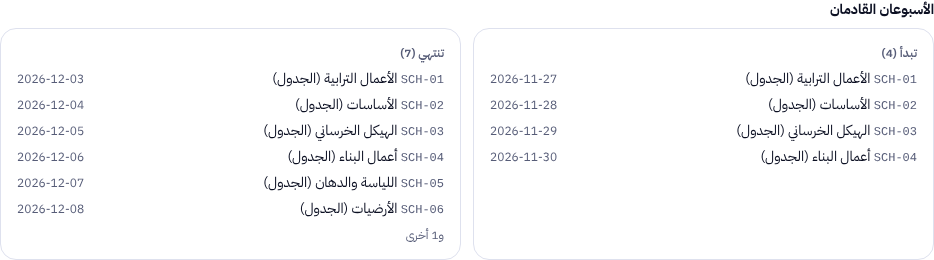 الأسبوعان القادمان
تبدأ (4)
SCH-01 الأعمال الترابية (الجدول) 2026-11-27
SCH-02 الأساسات (الجدول) 2026-11-28
SCH-03 الهيكل الخرساني (الجدول) 2026-11-29
SCH-04 أعمال البناء (الجدول) 2026-11-30
تنتهي (7)
SCH-01 الأعمال الترابية (الجدول) 2026-12-03
SCH-02 الأساسات (الجدول) 2026-12-04
SCH-03 الهيكل الخرساني (الجدول) 2026-12-05
SCH-04 أعمال البناء (الجدول) 2026-12-06
SCH-05 اللياسة والدهان (الجدول) 2026-12-07
SCH-06 الأرضيات (الجدول) 2026-12-08
و1 أخرى